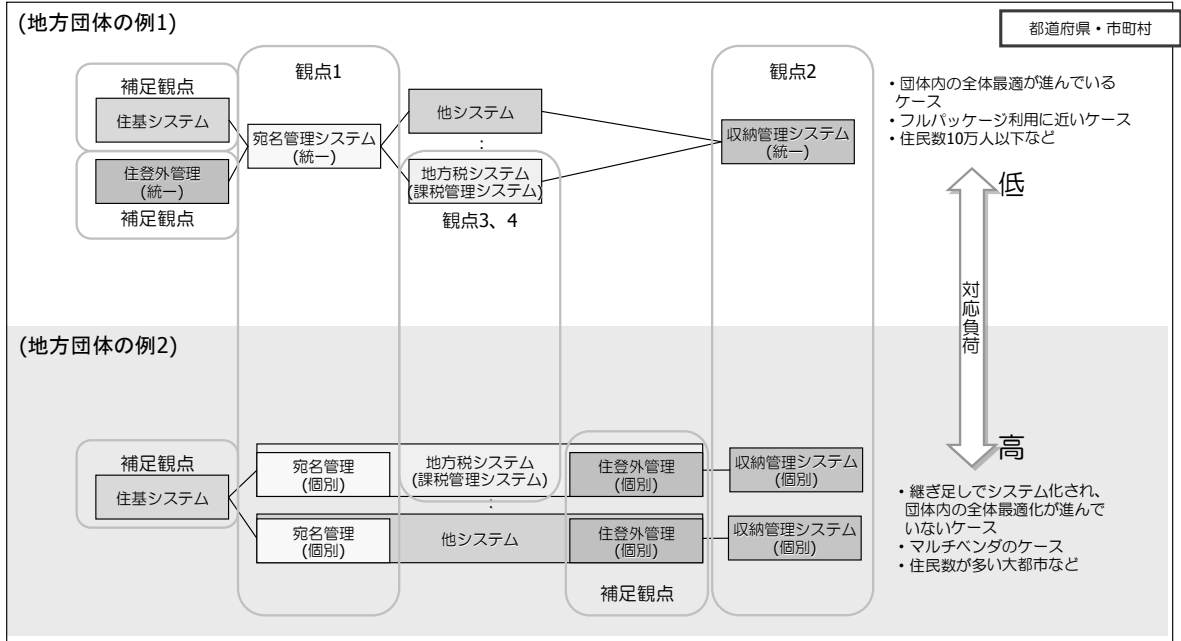 (地方団体の例1)
都道府県・市町村
観点1
観点2
補足観点
住基システム
住登外管理
(統一)
補足観点
宛名管理システム
(統一)
他システム
:
地方税システム
(課税管理システム)
観点3、4
収納管理システム
(統一)
・団体内の全体最適が進んでいる
ケース
・フルパッケージ利用に近いケース
・住民数10万人以下など
低
対応負荷
高
(地方団体の例2)
補足観点
住基システム
宛名管理
(個別)
地方税システム
(課税管理システム)
住登外管理
(個別)
収納管理システム
(個別)
:
宛名管理
(個別)
他システム
住登外管理
(個別)
収納管理システム
(個別)
補足観点
・継ぎ足しでシステム化され、
団体内の全体最適化が進んで
いないケース
・マルチベンダのケース
・住民数が多い大都市など